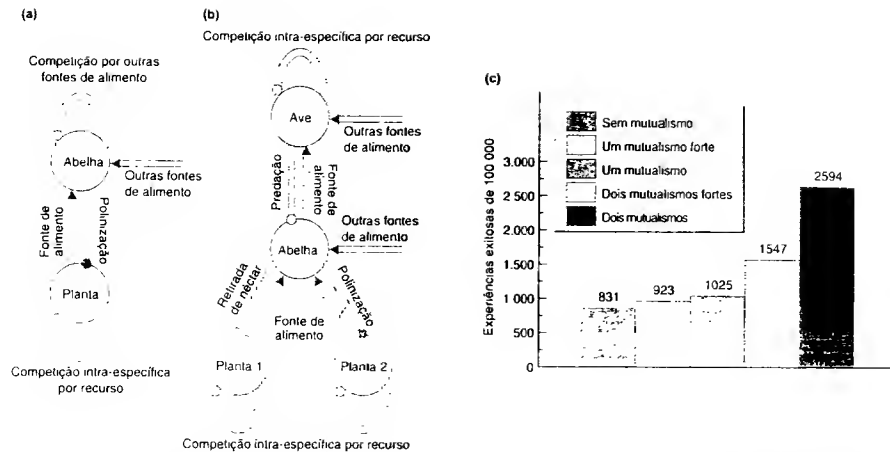 (a)
Competição por outras
fontes de alimento
Abelha
Outras fontes
de alimento
Fonte de
alimento
Polinização
Planta
Competição intra-específica
por recurso
(b)
Competição intra-específica por recurso
Ave
Outras fontes
de alimento
Predação
Fonte de
alimento
Outras fontes
de alimento
Abelha
Retirada
de néctar
Polinização
Fonte de
alimento
Planta 1
Planta 2
Competição intra-específica por recurso
(c)
Sem mutualismo
Um mutualismo forte
Um mutualismo
Dois mutualismos fortes
Dois mutualismos
Experiências exitosas de 100 000
3.000
2.500
2 000
1.500
1 000
500
0
831
923
1025
1547
2594